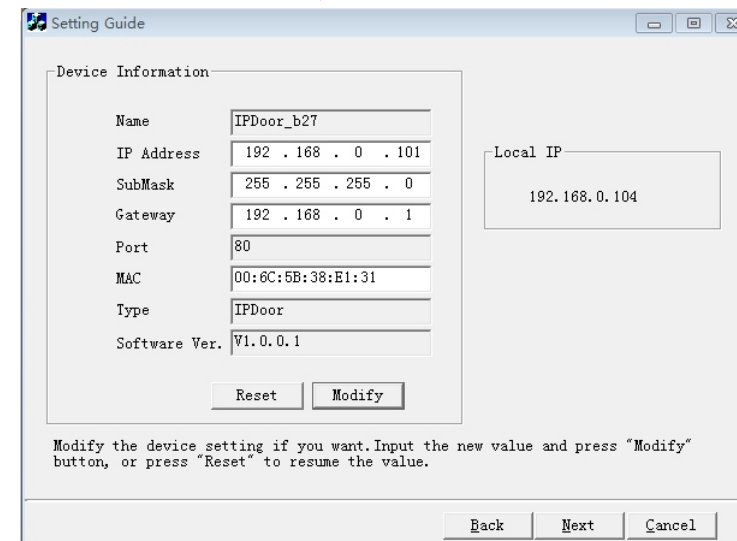 Setting Guide
Device Information
Name IPDoor_b27
IP Address 192 . 168 . 0 . 101
SubMask 255 . 255 . 255 . 0
Gateway 192 . 168 . 0 . 1
Port 80
MAC 00:6C:5B:38:E1:31
Type IPDoor
Software Ver. V1.0.0.1
Reset Modify
Local IP
192.168.0.104
Modify the device setting if you want.Input the new value and press "Modify"
button, or press "Reset" to resume the value.
Back Next Cancel